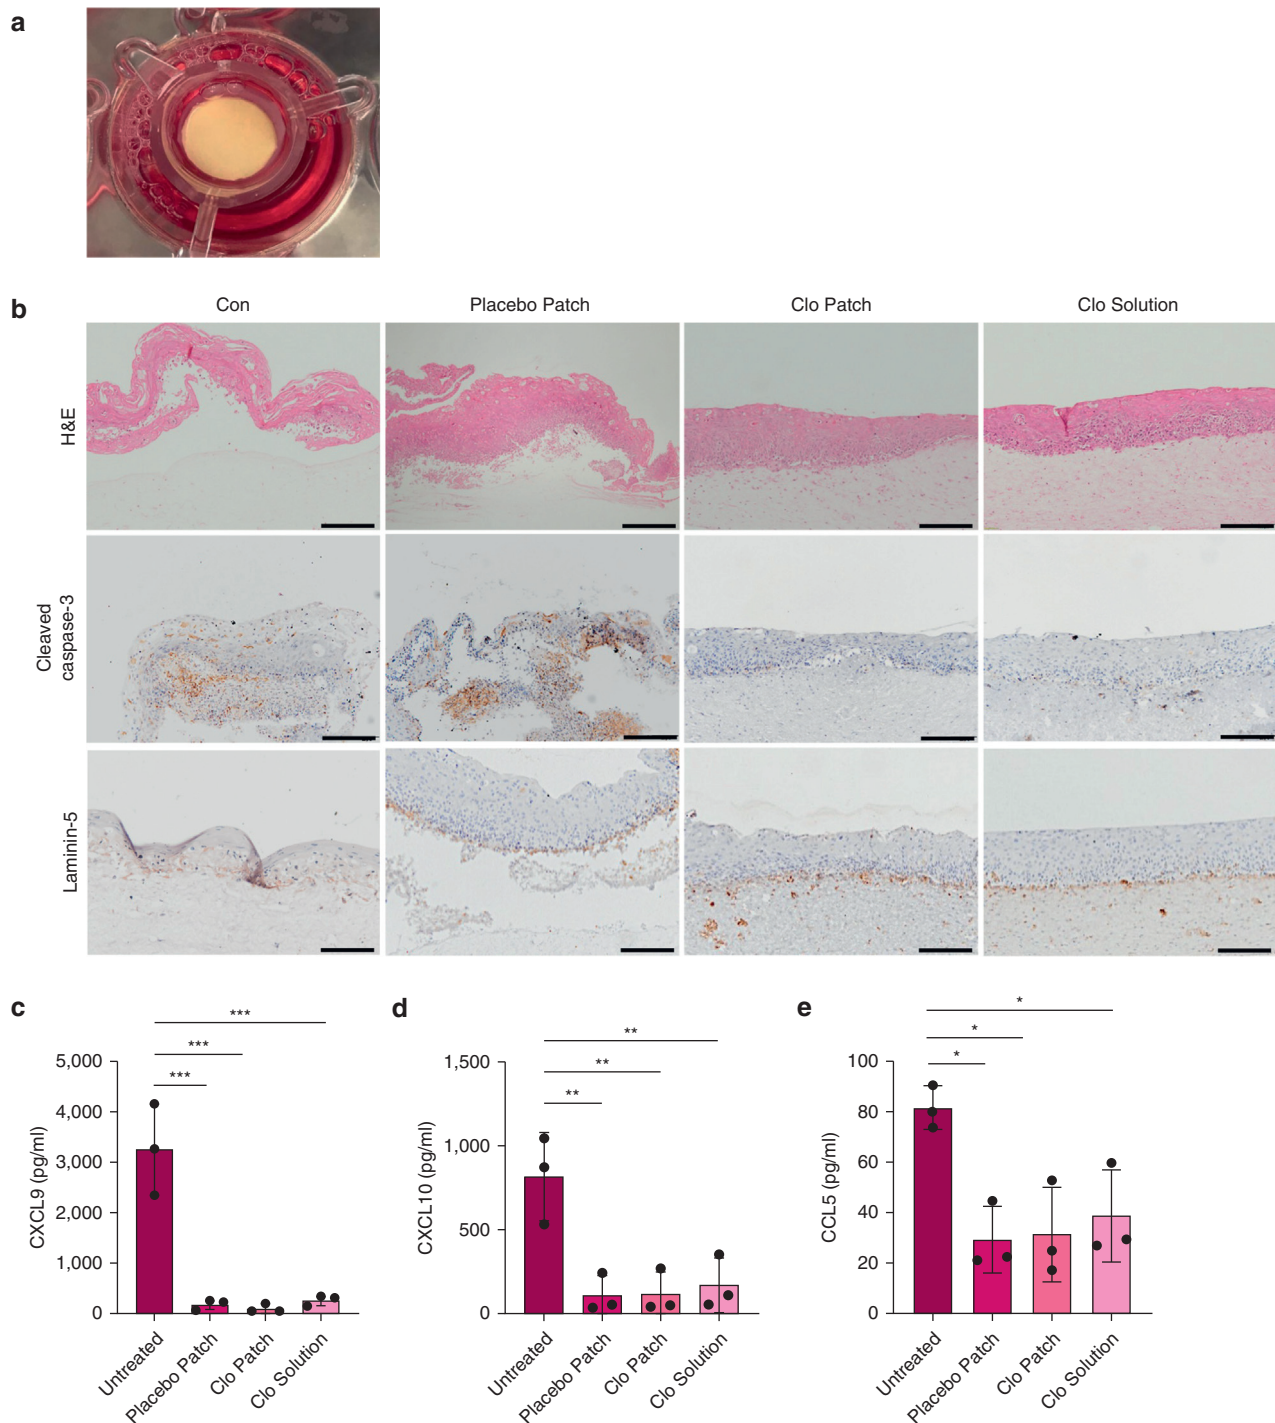 a
b
Con
Placebo Patch
Clo Patch
Clo Solution
H&E
Cleaved
caspase-3
Laminin-5
c
***
***
***
CXCL9 (pg/ml)
5,000
4,000
3,000
2,000
1,000
0
Untreated
Placebo Patch
Clo Patch
Clo Solution
d
**
**
**
CXCL10 (pg/ml)
1,500
1,000
500
0
Untreated
Placebo Patch
Clo Patch
Clo Solution
e
*
*
*
CCL5 (pg/ml)
100
80
60
40
20
0
Untreated
Placebo Patch
Clo Patch
Clo Solution